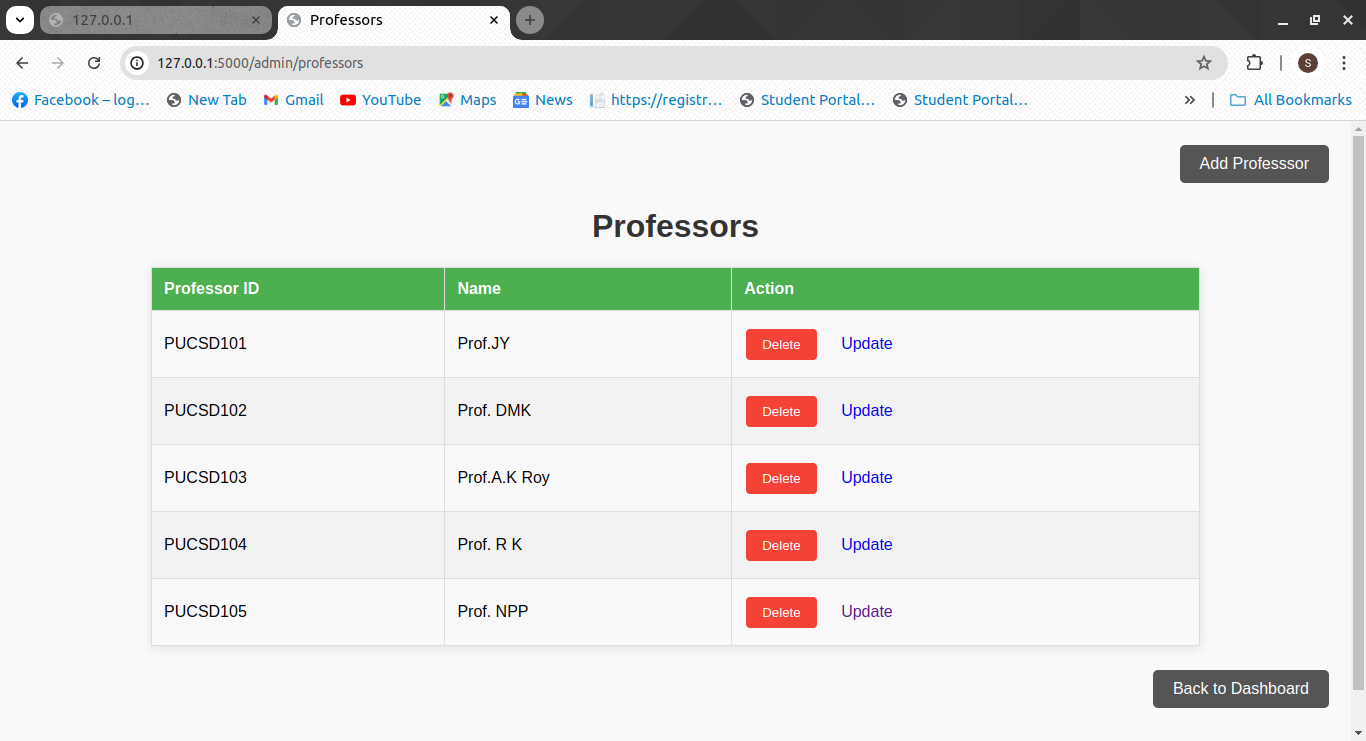 127.0.0.1 Professors
127.0.0.1:5000/admin/professors S
Facebook – log… New Tab Gmail YouTube Maps News https://registr… Student Portal… Student Portal… All Bookmarks
Add Professsor
Professors
Professor ID Name Action
PUCSD101 Prof.JY Delete Update
PUCSD102 Prof. DMK Delete Update
PUCSD103 Prof.A.K Roy Delete Update
PUCSD104 Prof. R K Delete Update
PUCSD105 Prof. NPP Delete Update
Back to Dashboard